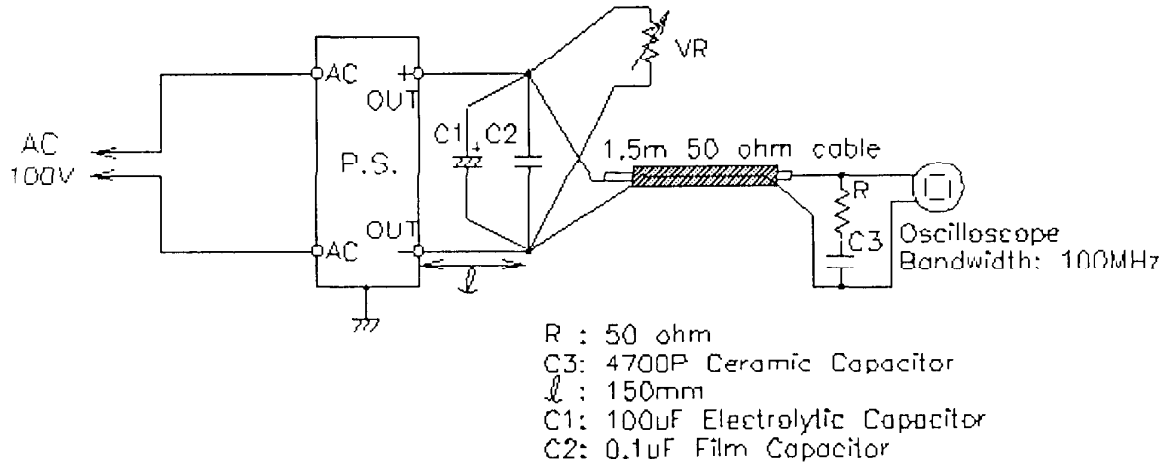 AC
100V
AC
+
OUT
P.S.
OUT
AC
−
C1
+
C2
VR
1.5m 50 ohm cable
R
C3
Oscilloscope
Bandwidth: 100MHz
ℓ
R : 50 ohm
C3: 4700P Ceramic Capacitor
ℓ : 150mm
C1: 100uF Electrolytic Capacitor
C2: 0.1uF Film Capacitor